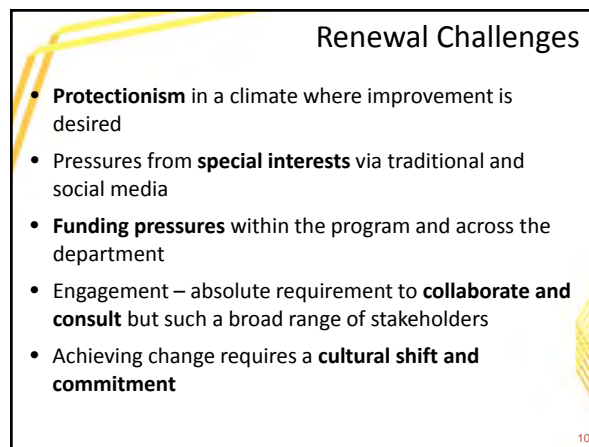 Renewal Challenges
• Protectionism in a climate where improvement is
desired
• Pressures from special interests via traditional and
social media
• Funding pressures within the program and across the
department
• Engagement – absolute requirement to collaborate and
consult but such a broad range of stakeholders
• Achieving change requires a cultural shift and
commitment
10